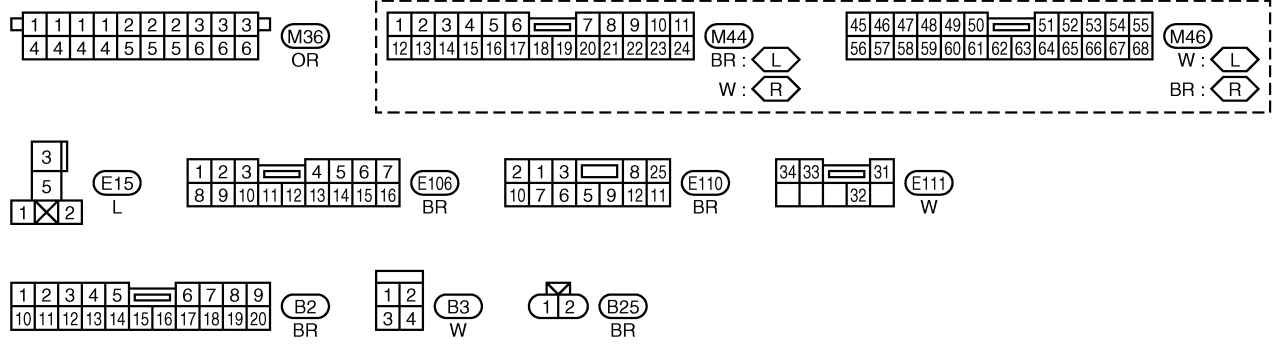 1 1 1 1 2 2 2 3 3 3
4 4 4 4 5 5 5 6 6 6
M36
OR
1 2 3 4 5 6 7 8 9 10 11
12 13 14 15 16 17 18 19 20 21 22 23 24
M44
BR : L
W : R
45 46 47 48 49 50 51 52 53 54 55
56 57 58 59 60 61 62 63 64 65 66 67 68
M46
W : L
BR : R
3
5
1 2
E15
L
1 2 3 4 5 6 7
8 9 10 11 12 13 14 15 16
E106
BR
2 1 3 8 25
10 7 6 5 9 12 11
E110
BR
34 33 31
32
E111
W
1 2 3 4 5 6 7 8 9
10 11 12 13 14 15 16 17 18 19 20
B2
BR
1 2
3 4
B3
W
1 2
B25
BR